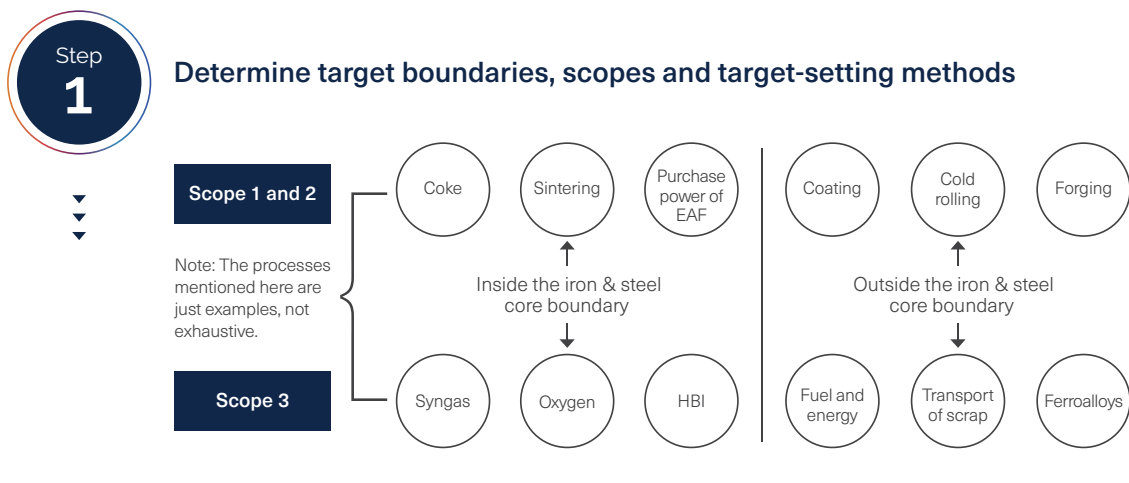 Step
1
Determine target boundaries, scopes and target-setting methods
Scope 1 and 2
Coke
Sintering
Purchase
power of
EAF
Coating
Cold
rolling
Forging
Note: The processes
mentioned here are
just examples, not
exhaustive.
Inside the iron & steel
core boundary
Outside the iron & steel
core boundary
Scope 3
Syngas
Oxygen
HBI
Fuel and
energy
Transport
of scrap
Ferroalloys